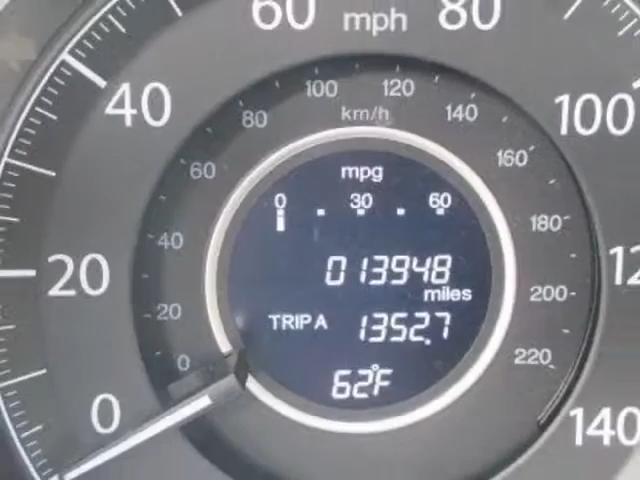 60 mph 80
40
100
20
12
0
140
100 120
80 km/h 140
60 160
40 180
20 200
0 220
mpg
0 30 60
013948
miles
TRIP A 1352.7
62°F